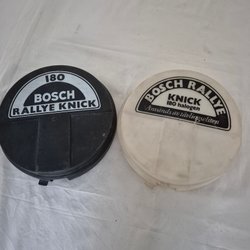 180
BOSCH
RALLYE KNICK
BOSCH RALLYE
KNICK
180 halogen